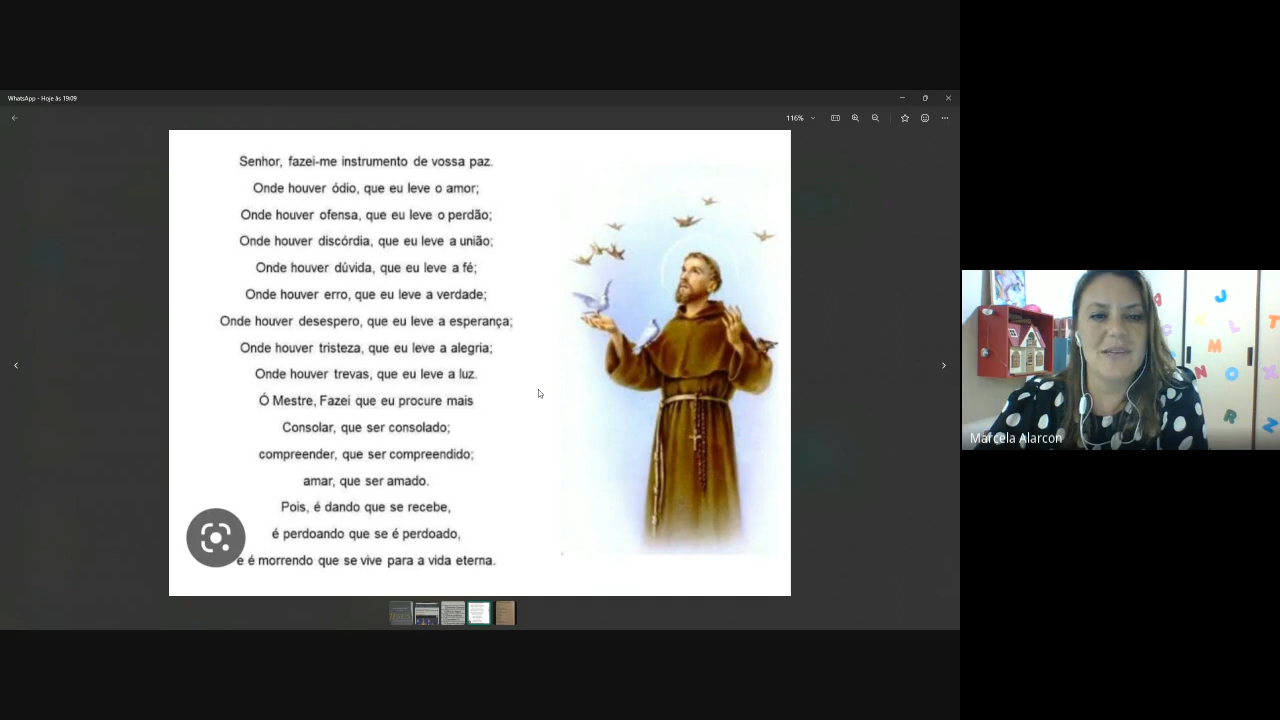 WhatsApp - Hoje às 19:09
116%
Senhor, fazei-me instrumento de vossa paz.
Onde houver ódio, que eu leve o amor;
Onde houver ofensa, que eu leve o perdão;
Onde houver discórdia, que eu leve a união;
Onde houver dúvida, que eu leve a fé;
Onde houver erro, que eu leve a verdade;
Onde houver desespero, que eu leve a esperança;
Onde houver tristeza, que eu leve a alegria;
Onde houver trevas, que eu leve a luz.
Ó Mestre, Fazei que eu procure mais
Consolar, que ser consolado;
compreender, que ser compreendido;
amar, que ser amado.
Pois, é dando que se recebe,
é perdoando que se é perdoado,
e é morrendo que se vive para a vida eterna.
A J
L T
M
N O X
R Z
Marcela Alarcon